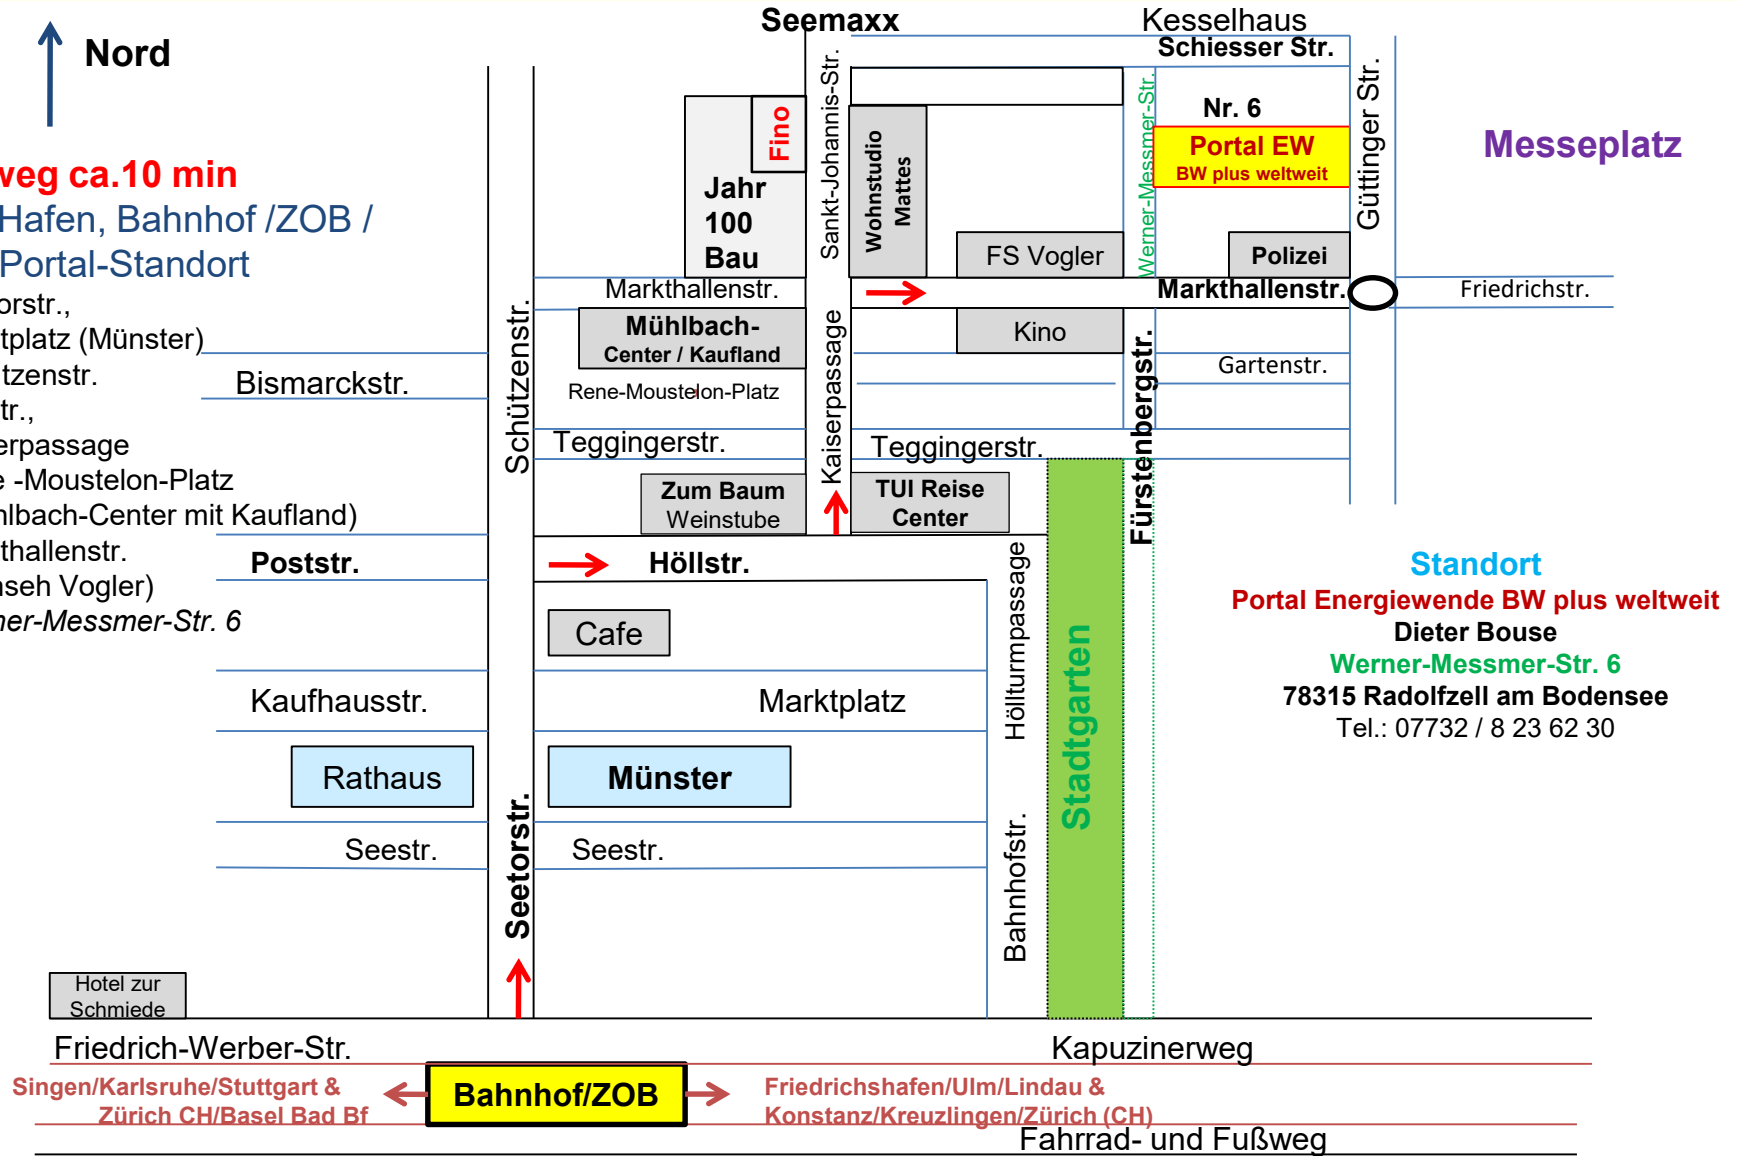 Seemaxx
Kesselhaus
Schiesser Str.
Nord
Sankt-Johannis-Str.
Werner-Messmer-Str.
Güttinger Str.
Nr. 6
Fino
Portal EW
BW plus weltweit
Messeplatz
weg ca.10 min
Hafen, Bahnhof /ZOB /
Portal-Standort
Jahr
100
Bau
Wohnstudio
Mattes
FS Vogler
Polizei
orstr.,
tplatz (Münster)
tzenstr.
tr.,
erpassage
e -Moustelon-Platz
hlbach-Center mit Kaufland)
thallenstr.
nseh Vogler)
ner-Messmer-Str. 6
Markthallenstr.
Markthallenstr.
Friedrichstr.
Mühlbach-
Center / Kaufland
Kino
Schützenstr.
Kaiserpassage
Fürstenbergstr.
Gartenstr.
Bismarckstr.
Rene-Moustelon-Platz
Teggingerstr.
Teggingerstr.
Zum Baum
Weinstube
TUI Reise
Center
Poststr.
Höllstr.
Höllturmpassage
Standort
Portal Energiewende BW plus weltweit
Dieter Bouse
Werner-Messmer-Str. 6
78315 Radolfzell am Bodensee
Tel.: 07732 / 8 23 62 30
Cafe
Stadtgarten
Kaufhausstr.
Marktplatz
Rathaus
Münster
Seetorstr.
Bahnhofstr.
Seestr.
Seestr.
Hotel zur
Schmiede
Friedrich-Werber-Str.
Kapuzinerweg
Singen/Karlsruhe/Stuttgart &
Zürich CH/Basel Bad Bf
Bahnhof/ZOB
Friedrichshafen/Ulm/Lindau &
Konstanz/Kreuzlingen/Zürich (CH)
Fahrrad- und Fußweg